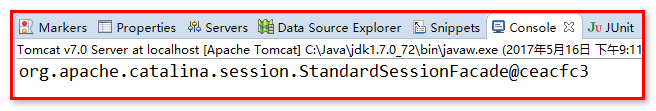 Markers Properties Servers Data Source Explorer Snippets Console JUnit
Tomcat v7.0 Server at localhost [Apache Tomcat] C:\Java\jdk1.7.0_72\bin\javaw.exe (2017年5月16日 下午9:11
org.apache.catalina.session.StandardSessionFacade@ceacfc3